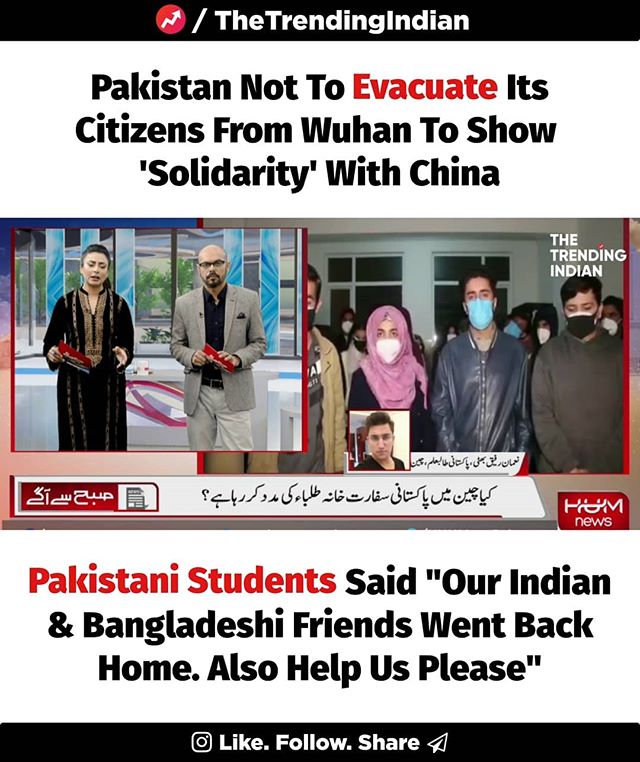 / TheTrendingIndian
Pakistan Not To Evacuate Its
Citizens From Wuhan To Show
'Solidarity' With China
THE
TRENDING
INDIAN
نعمان رفیق بھٹی، پاکستانی طالبعلم، چین
صبح سے آگے
NEWS
کیا چین میں پاکستانی سفارت خانہ طلباء کی مدد کر رہا ہے؟
HUM
news
Pakistani Students Said "Our Indian
& Bangladeshi Friends Went Back
Home. Also Help Us Please"
Like. Follow. Share